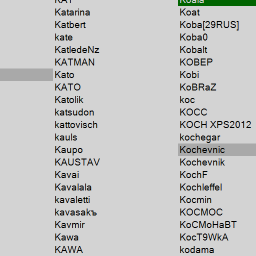 KAT
Katarina
Katbert
kate
KatledeNz
KATMAN
Kato
KATO
Katolik
katsudon
kattovisch
kauls
Kaupo
KAUSTAV
Kavai
Kavalala
kavaletti
kavasakъ
Kavmir
Kawa
KAWA
Koala
Koat
Koba[29RUS]
Koba0
Kobalt
KOBEP
Kobi
KoBRaZ
koc
KOCC
KOCH XPS2012
kochegar
Kochevnic
Kochevnik
KochF
Kochleffel
Kocmin
KOCMOC
KoCMoHaBT
KocT9WkA
kodama